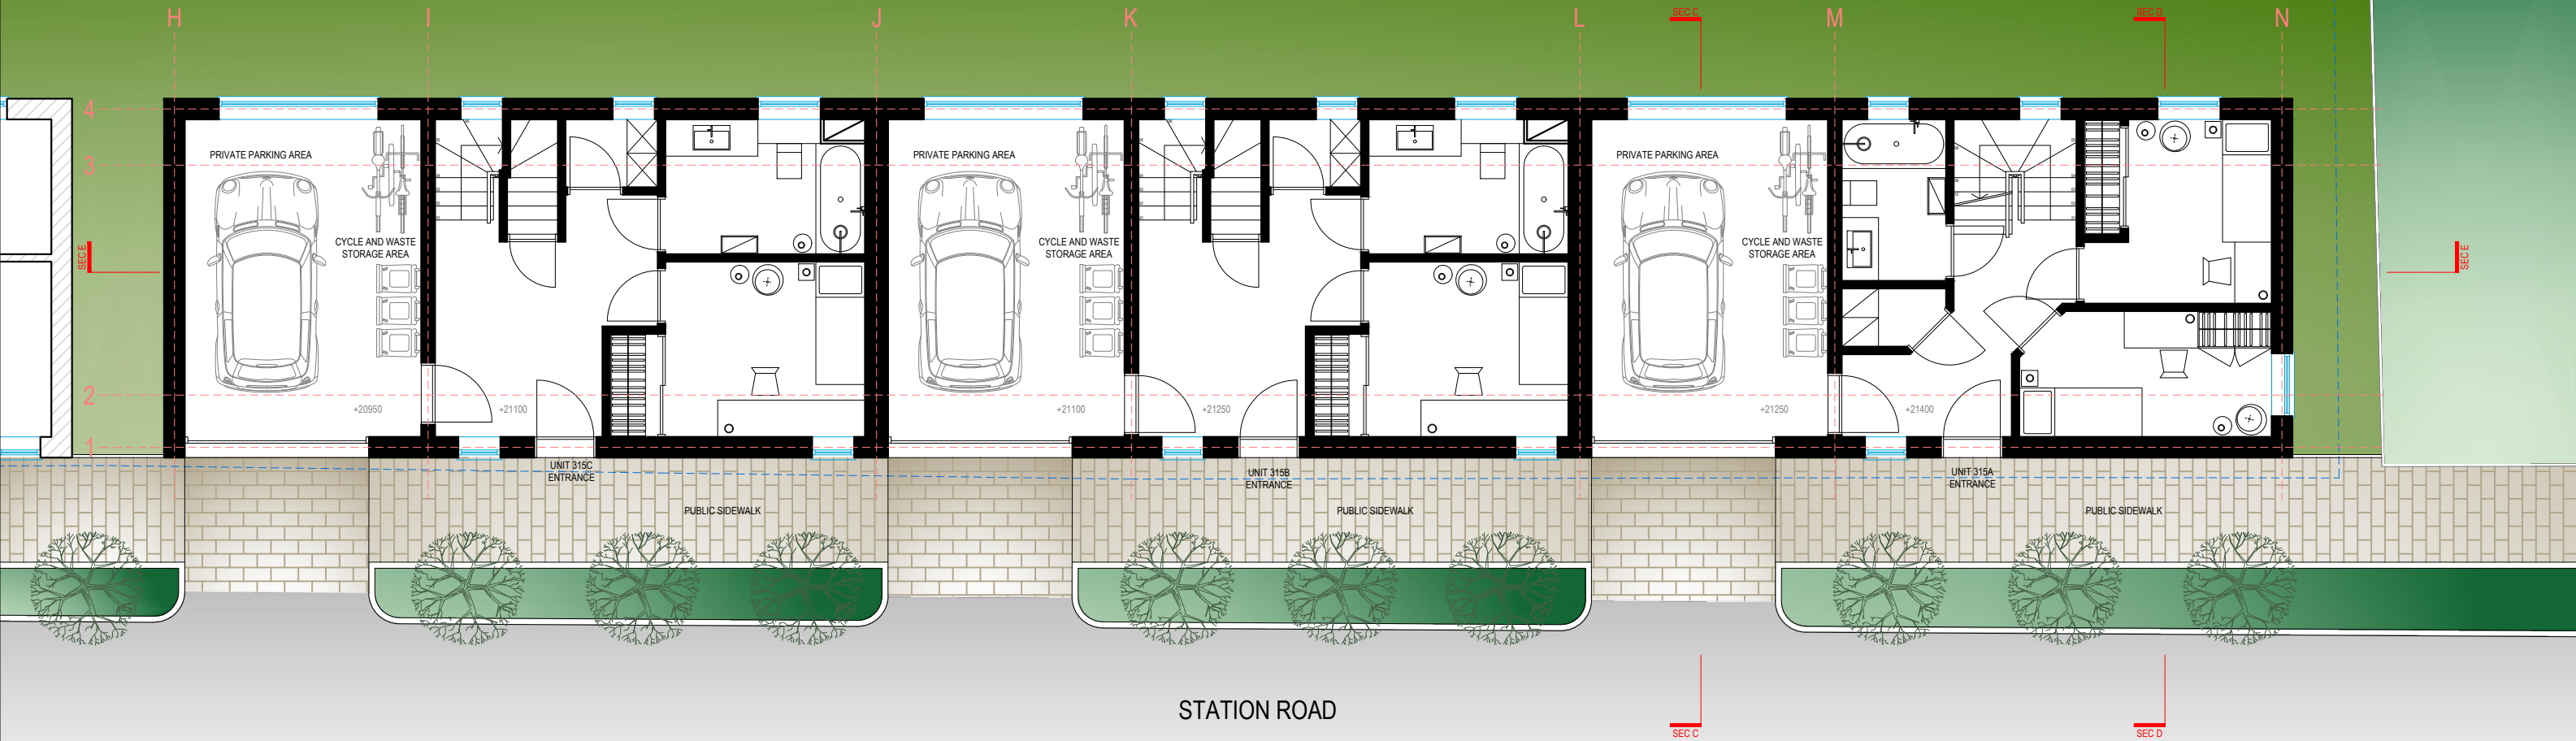 H
I
J
K
L
SEC C
M
SEC D
N
4
3
2
1
PRIVATE PARKING AREA
PRIVATE PARKING AREA
PRIVATE PARKING AREA
CYCLE AND WASTE
STORAGE AREA
CYCLE AND WASTE
STORAGE AREA
CYCLE AND WASTE
STORAGE AREA
SEC E
SEC E
+20950
+21100
+21100
+21250
+21250
+21400
UNIT 315C
ENTRANCE
UNIT 315B
ENTRANCE
UNIT 315A
ENTRANCE
PUBLIC SIDEWALK
PUBLIC SIDEWALK
PUBLIC SIDEWALK
STATION ROAD
SEC C
SEC D